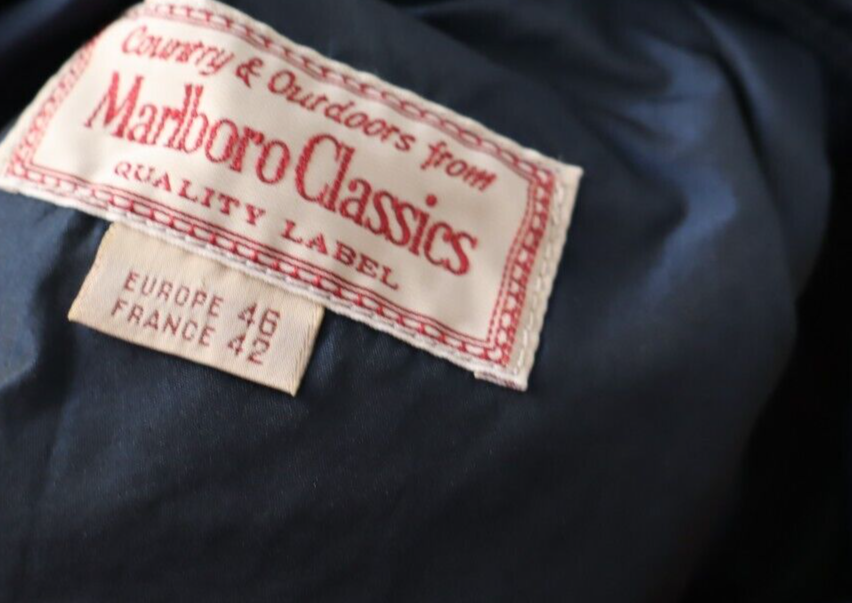 Country & Outdoors from
Marlboro Classics
QUALITY LABEL
EUROPE 46
FRANCE 42